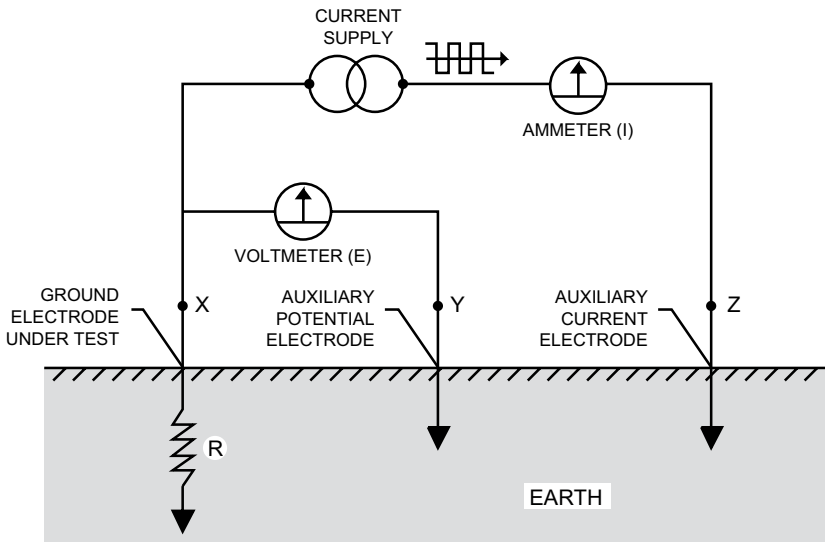 CURRENT
SUPPLY
AMMETER (I)
VOLTMETER (E)
GROUND
ELECTRODE
UNDER TEST
X
AUXILIARY
POTENTIAL
ELECTRODE
Y
AUXILIARY
CURRENT
ELECTRODE
Z
R
EARTH